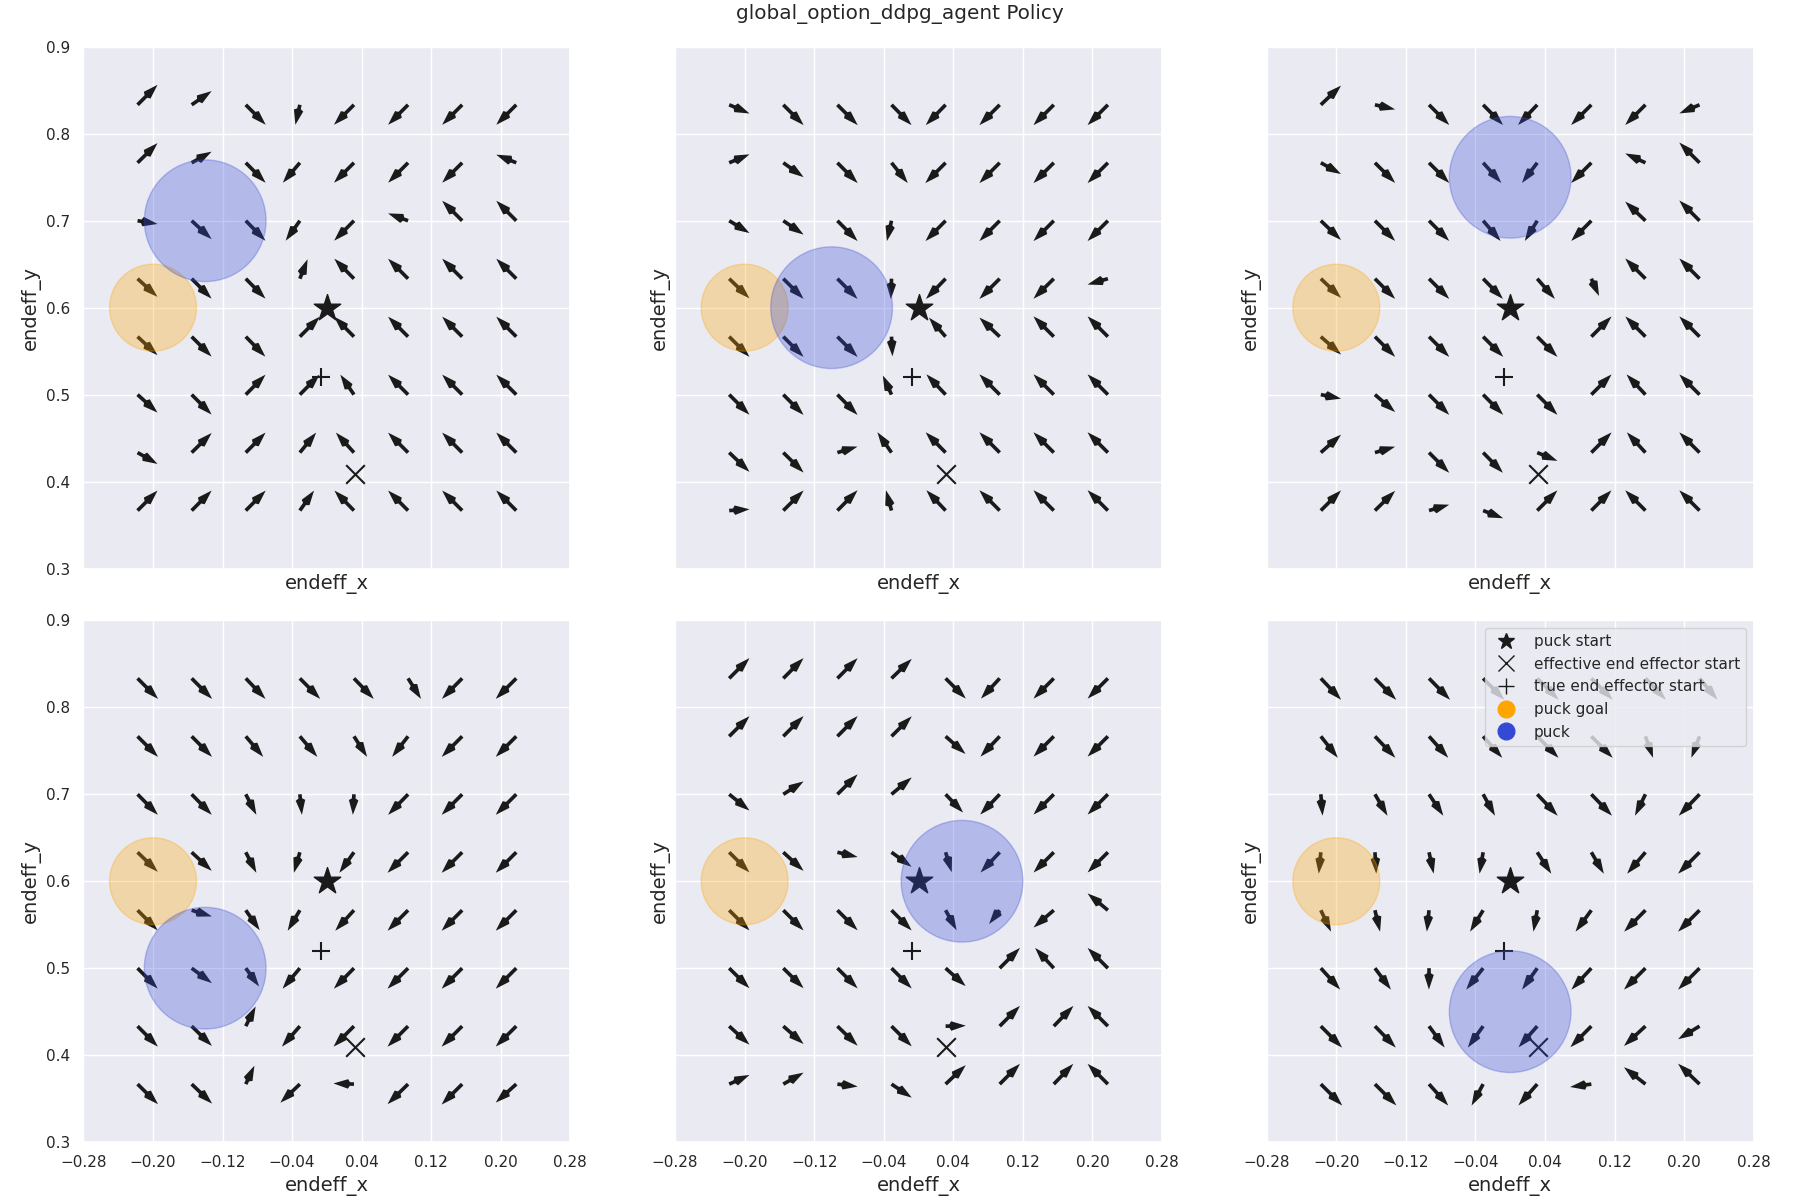 global_option_ddpg_agent Policy
0.9
0.8
0.7
0.6
0.5
0.4
0.3
endeff_y
endeff_x
endeff_y
endeff_x
endeff_y
endeff_x
0.9
0.8
0.7
0.6
0.5
0.4
0.3
endeff_y
−0.28 −0.20 −0.12 −0.04 0.04 0.12 0.20 0.28
endeff_x
endeff_y
−0.28 −0.20 −0.12 −0.04 0.04 0.12 0.20 0.28
endeff_x
puck start
effective end effector start
true end effector start
puck goal
puck
endeff_y
−0.28 −0.20 −0.12 −0.04 0.04 0.12 0.20 0.28
endeff_x